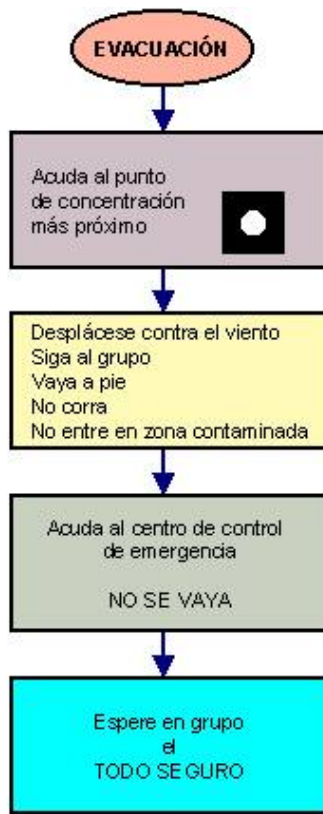 EVACUACIÓN
Acuda al punto
de concentración
más próximo
Desplácese contra el viento
Siga al grupo
Vaya a pie
No corra
No entre en zona contaminada
Acuda al centro de control
de emergencia
NO SE VAYA
Espere en grupo
el
TODO SEGURO